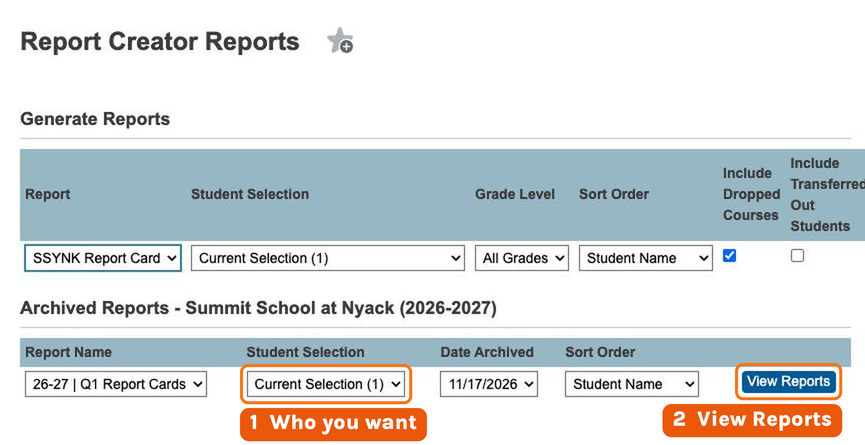 Report Creator Reports
Generate Reports
Report
Student Selection
Grade Level
Sort Order
Include
Dropped
Courses
Include
Transferred
Out
Students
SSYNK Report Card
Current Selection (1)
All Grades
Student Name
Archived Reports - Summit School at Nyack (2026-2027)
Report Name
Student Selection
Date Archived
Sort Order
26-27 | Q1 Report Cards
Current Selection (1)
11/17/2026
Student Name
View Reports
1 Who you want
2 View Reports